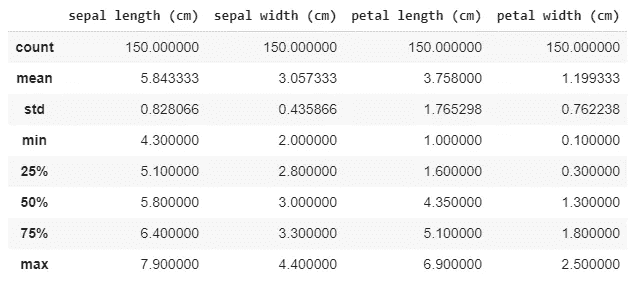 sepal length (cm) sepal width (cm) petal length (cm) petal width (cm)
count 150.000000 150.000000 150.000000 150.000000
mean 5.843333 3.057333 3.758000 1.199333
std 0.828066 0.435866 1.765298 0.762238
min 4.300000 2.000000 1.000000 0.100000
25% 5.100000 2.800000 1.600000 0.300000
50% 5.800000 3.000000 4.350000 1.300000
75% 6.400000 3.300000 5.100000 1.800000
max 7.900000 4.400000 6.900000 2.500000